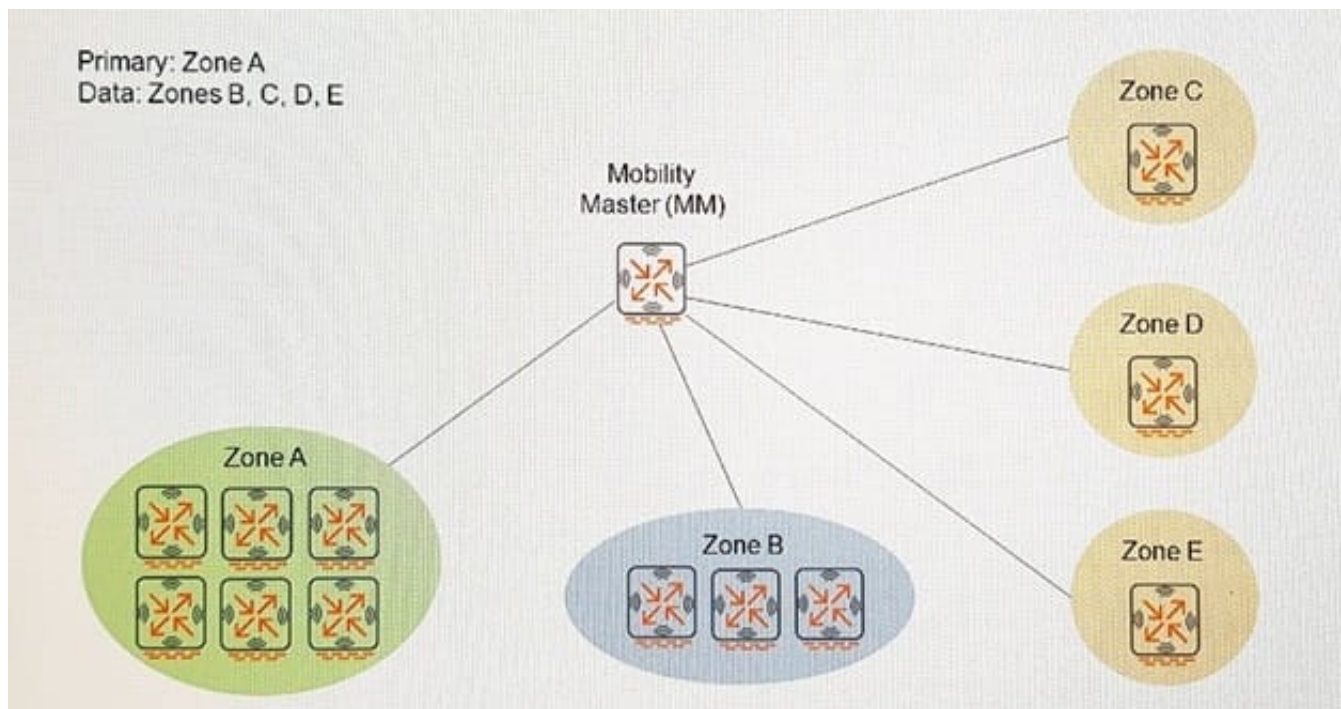 Primary: Zone A
Data: Zones B, C, D, E
Mobility
Master (MM)
Zone C
Zone D
Zone A
Zone B
Zone E